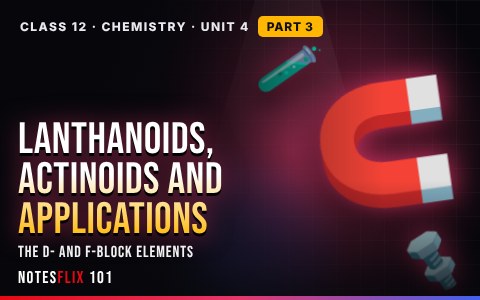 CLASS 12 · CHEMISTRY · UNIT 4 PART 3
LANTHANOIDS,
ACTINOIDS AND
APPLICATIONS
THE D- AND F-BLOCK ELEMENTS
NOTESFLIX 101